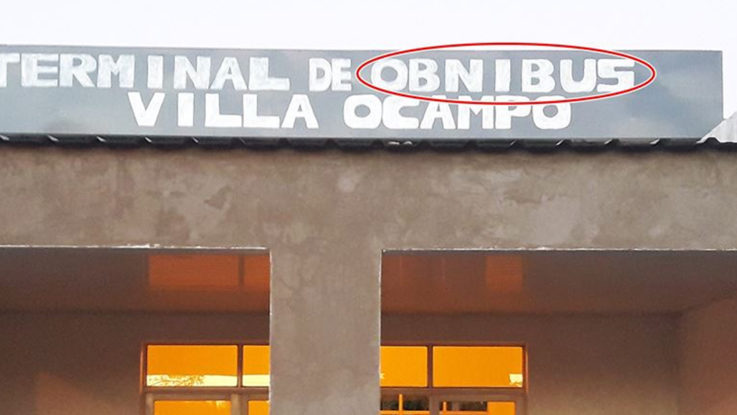 TERMINAL DE OBNIBUS
VILLA OCAMPO